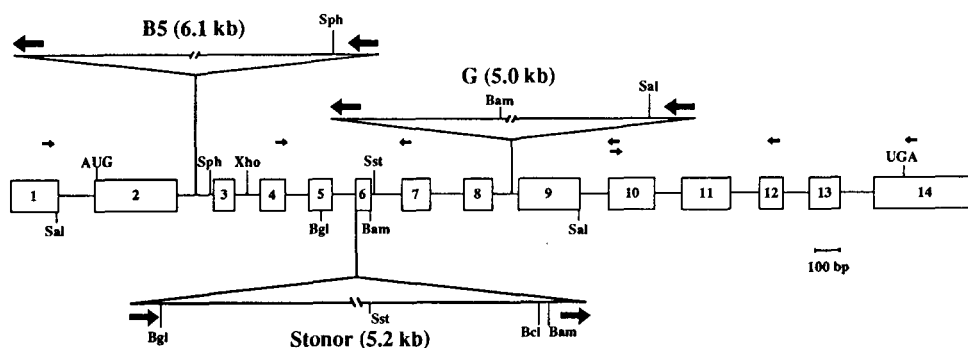 B5 (6.1 kb)
Sph
G (5.0 kb)
Bam
Sal
AUG
Sph
Xho
Sst
UGA
1 2 3 4 5 6 7 8 9 10 11 12 13 14
Sal
Bgl
Bam
Sal
100 bp
Bgl
Sst
Bcl
Bam
Stonor (5.2 kb)